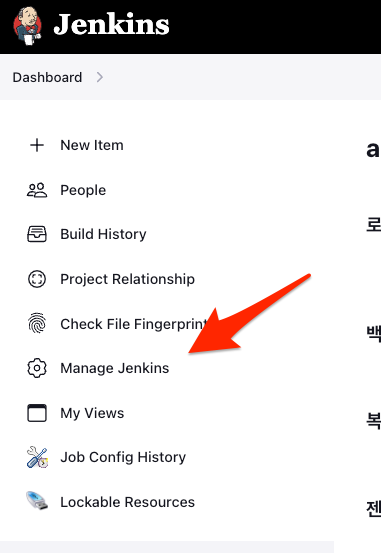 Jenkins
Dashboard
New Item
People
Build History
Project Relationship
Check File Fingerprint
Manage Jenkins
My Views
Job Config History
Lockable Resources
a
로
백
복
젠